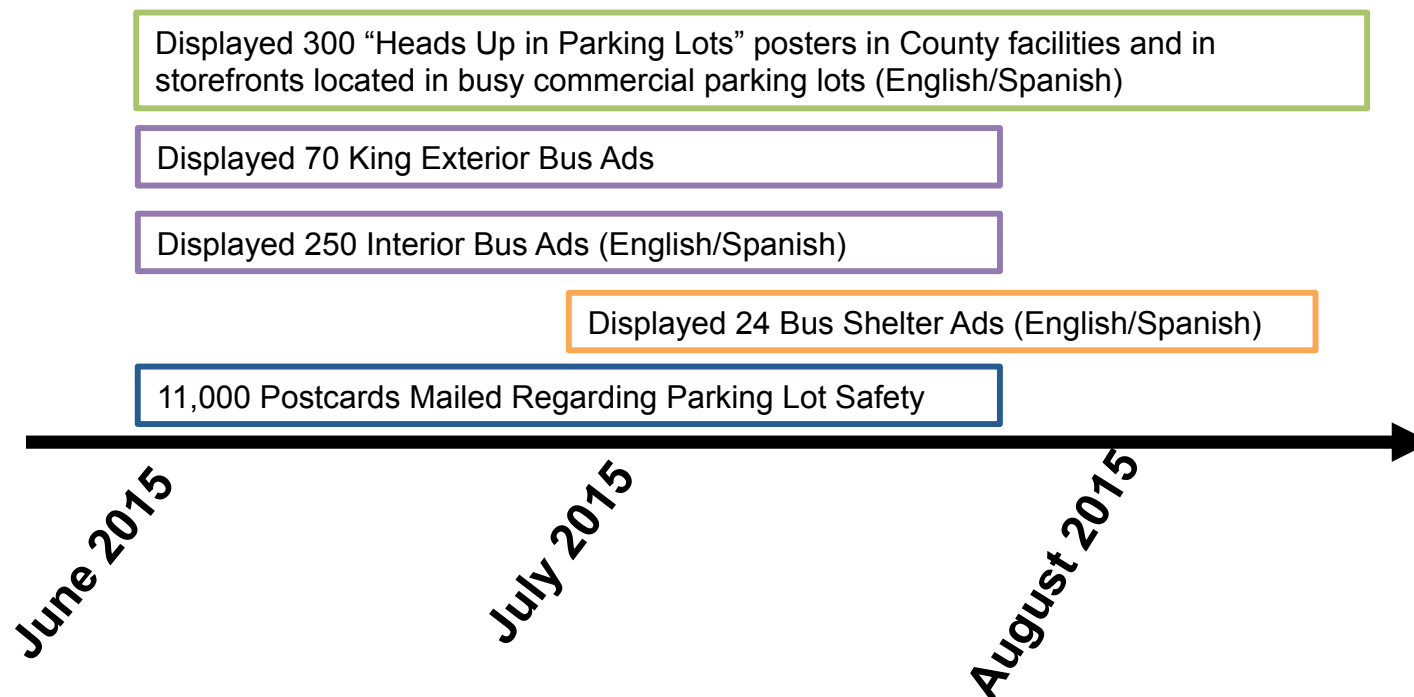 Displayed 300 “Heads Up in Parking Lots” posters in County facilities and in
storefronts located in busy commercial parking lots (English/Spanish)
Displayed 70 King Exterior Bus Ads
Displayed 250 Interior Bus Ads (English/Spanish)
Displayed 24 Bus Shelter Ads (English/Spanish)
11,000 Postcards Mailed Regarding Parking Lot Safety
June 2015
July 2015
August 2015